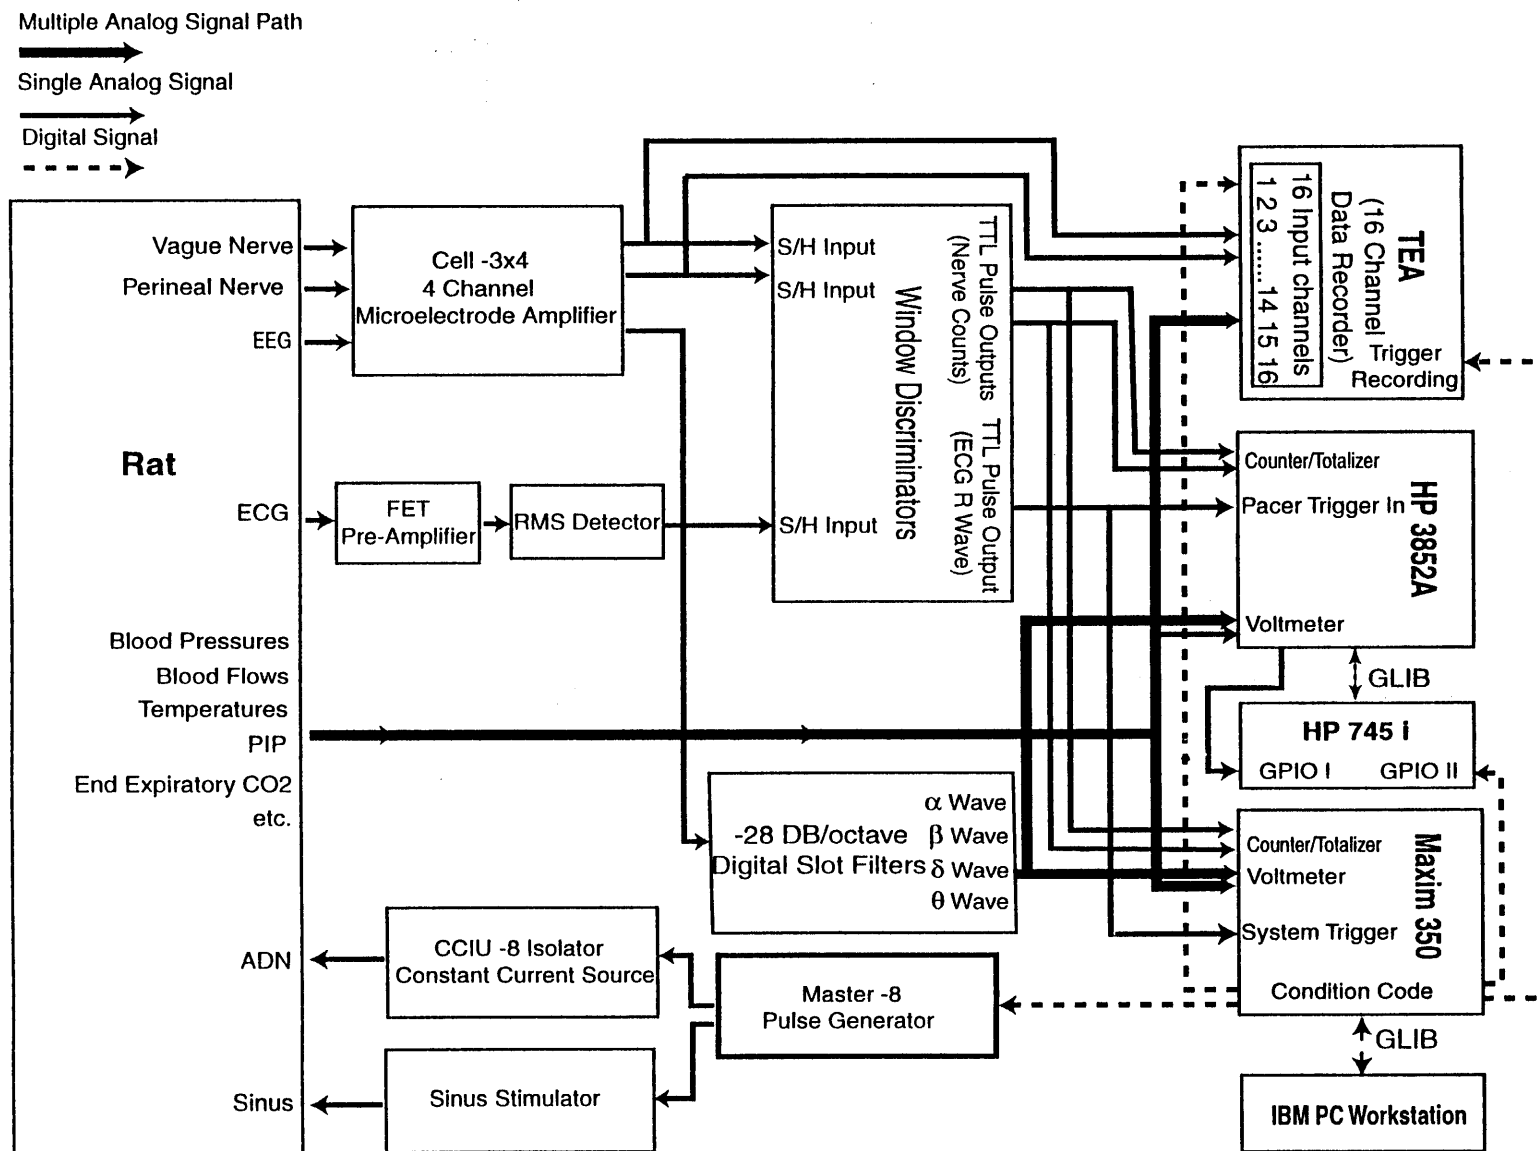 Multiple Analog Signal Path
Single Analog Signal
Digital Signal
Rat
Vague Nerve
Perineal Nerve
EEG
ECG
Blood Pressures
Blood Flows
Temperatures
PIP
End Expiratory CO2
etc.
ADN
Sinus
Cell -3x4
4 Channel
Microelectrode Amplifier
FET
Pre-Amplifier
RMS Detector
S/H Input
S/H Input
S/H Input
Window Discriminators
TTL Pulse Outputs
(Nerve Counts)
TTL Pulse Output
(ECG R Wave)
-28 DB/octave
Digital Slot Filters
α Wave
β Wave
δ Wave
θ Wave
CCIU -8 Isolator
Constant Current Source
Master -8
Pulse Generator
Sinus Stimulator
TEA
(16 Channel
Data Recorder)
16 Input channels
1 2 3 ....... 14 15 16
Trigger
Recording
HP 3852A
Counter/Totalizer
Pacer Trigger In
Voltmeter
GLIB
HP 745 i
GPIO I
GPIO II
Maxim 350
Counter/Totalizer
Voltmeter
System Trigger
Condition Code
GLIB
IBM PC Workstation